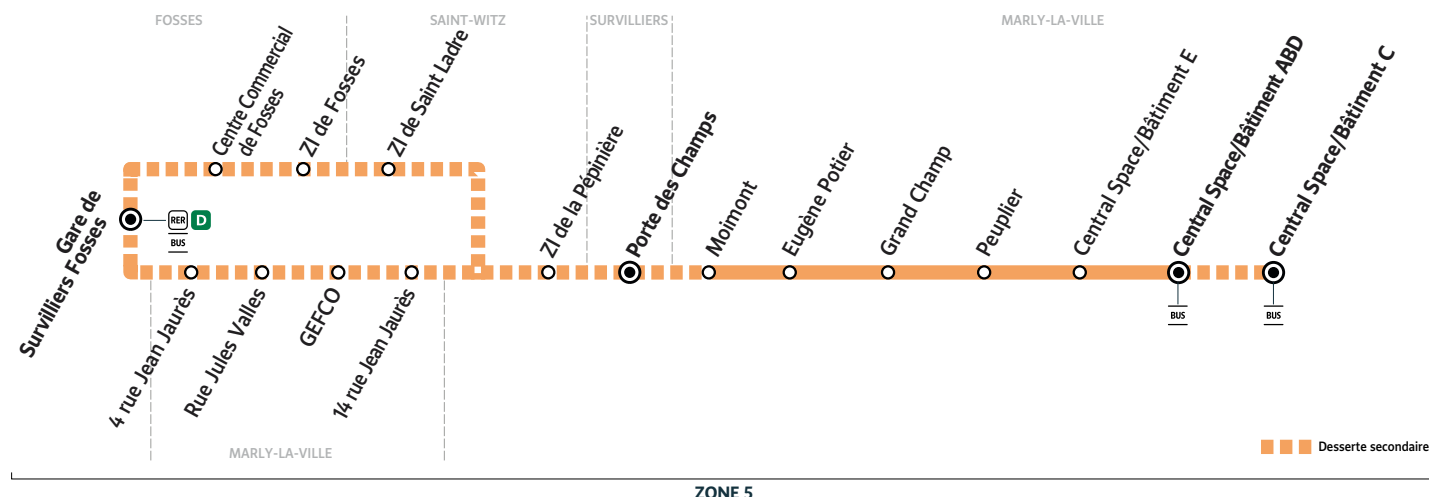 FOSSES
SAINT-WITZ
SURVILLIERS
MARLY-LA-VILLE
Centre Commercial
de Fosses
ZI de Fosses
ZI de Saint Ladre
ZI de la Pépinière
Porte des Champs
Moimont
Eugène Potier
Grand Champ
Peuplier
Central Space/Bâtiment E
Central Space/Bâtiment ABD
Central Space/Bâtiment C
Gare de
Survilliers Fosses
RER D
BUS
4 rue Jean Jaurès
Rue Jules Valles
GEFCO
14 rue Jean Jaurès
BUS
BUS
MARLY-LA-VILLE
Desserte secondaire
ZONE 5